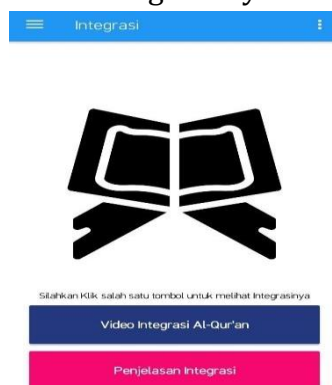 Integrasi
Silahkan Klik salah satu tombol untuk melihat Integrasinya
Video Integrasi Al-Qur'an
Penjelasan Integrasi